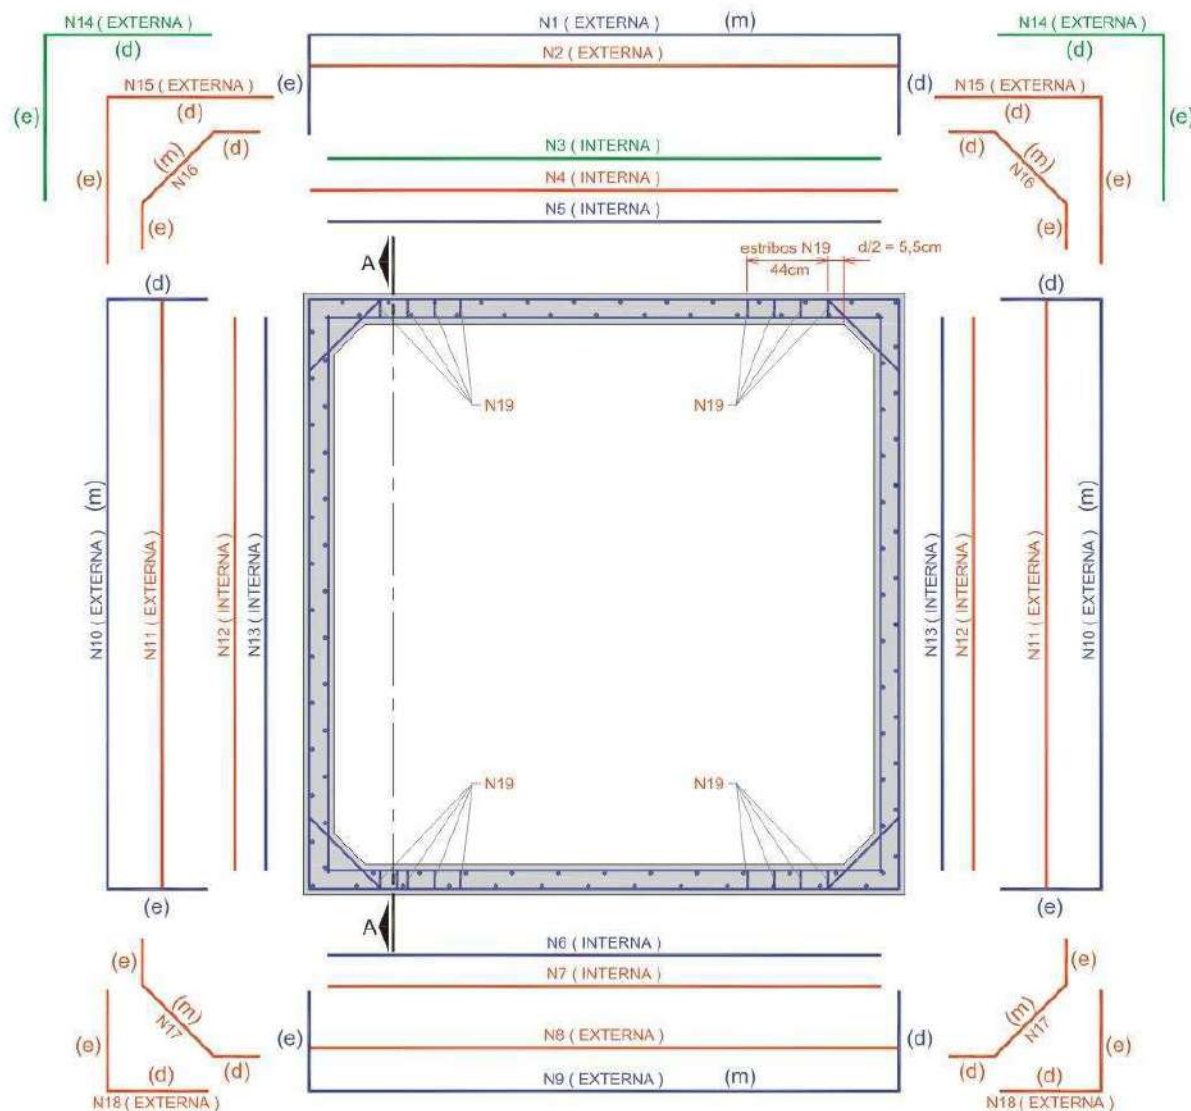 N14 ( EXTERNA )
(d)
(e)
N1 ( EXTERNA )
(m)
N2 ( EXTERNA )
(e)
(d)
N14 ( EXTERNA )
(d)
(e)
N15 ( EXTERNA )
(d)
(m)
N16
(d)
(e)
(e)
N3 ( INTERNA )
N4 ( INTERNA )
N5 ( INTERNA )
N15 ( EXTERNA )
(d)
(d)
(m)
N16
(e)
(e)
A
estribos N19
44cm
d/2 = 5,5cm
(d)
(d)
N19
N19
N10 ( EXTERNA )
(m)
N11 ( EXTERNA )
N12 ( INTERNA )
N13 ( INTERNA )
N13 ( INTERNA )
N12 ( INTERNA )
N11 ( EXTERNA )
N10 ( EXTERNA )
(m)
N19
N19
(e)
(e)
A
N6 ( INTERNA )
N7 ( INTERNA )
(e)
N8 ( EXTERNA )
(d)
N9 ( EXTERNA )
(m)
(e)
(m)
N17
(e)
(d)
(d)
N18 ( EXTERNA )
(e)
(m)
N17
(e)
(d)
(d)
N18 ( EXTERNA )